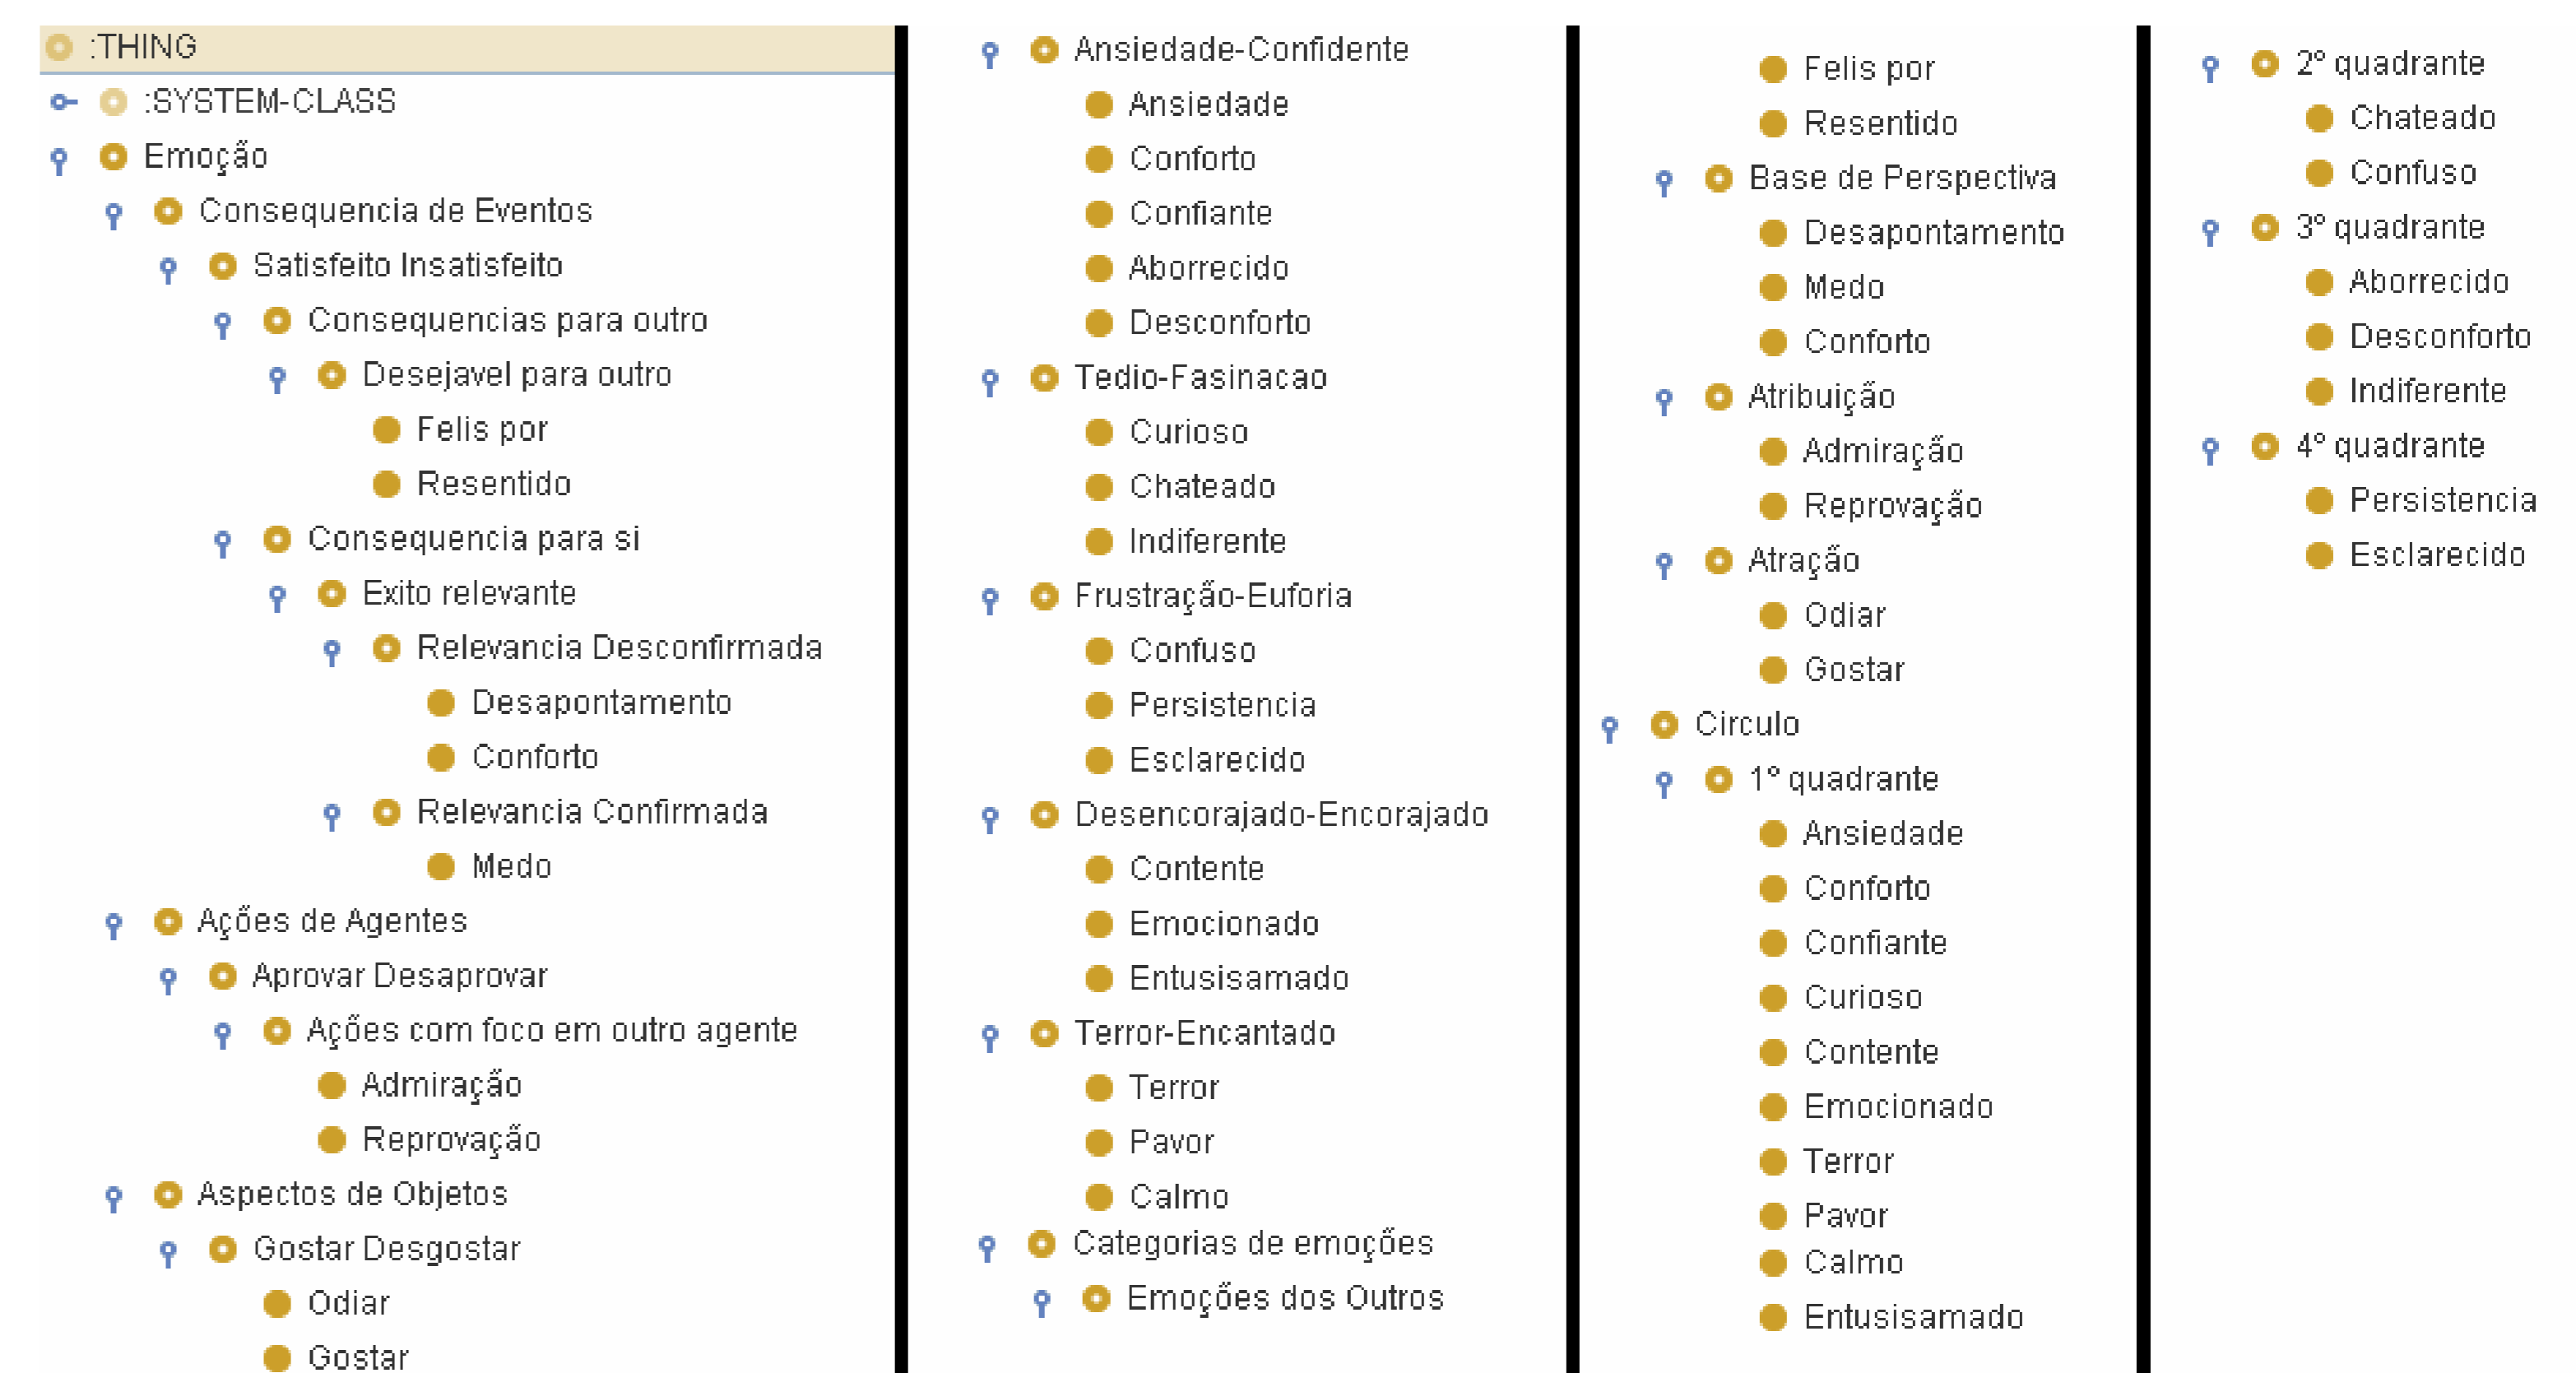 :THING
:SYSTEM-CLASS
Emoção
Consequencia de Eventos
Satisfeito Insatisfeito
Consequencias para outro
Desejavel para outro
Felis por
Resentido
Consequencia para si
Exito relevante
Relevancia Desconfirmada
Desapontamento
Conforto
Relevancia Confirmada
Medo
Ações de Agentes
Aprovar Desaprovar
Ações com foco em outro agente
Admiração
Reprovação
Aspectos de Objetos
Gostar Desgostar
Odiar
Gostar
Ansiedade-Confidente
Ansiedade
Conforto
Confiante
Aborrecido
Desconforto
Tedio-Fasinacao
Curioso
Chateado
Indiferente
Frustração-Euforia
Confuso
Persistencia
Esclarecido
Desencorajado-Encorajado
Contente
Emocionado
Entusisamado
Terror-Encantado
Terror
Pavor
Calmo
Categorias de emoções
Emoções dos Outros
Felis por
Resentido
Base de Perspectiva
Desapontamento
Medo
Conforto
Atribuição
Admiração
Reprovação
Atração
Odiar
Gostar
Circulo
1º quadrante
Ansiedade
Conforto
Confiante
Curioso
Contente
Emocionado
Terror
Pavor
Calmo
Entusisamado
2º quadrante
Chateado
Confuso
3º quadrante
Aborrecido
Desconforto
Indiferente
4º quadrante
Persistencia
Esclarecido